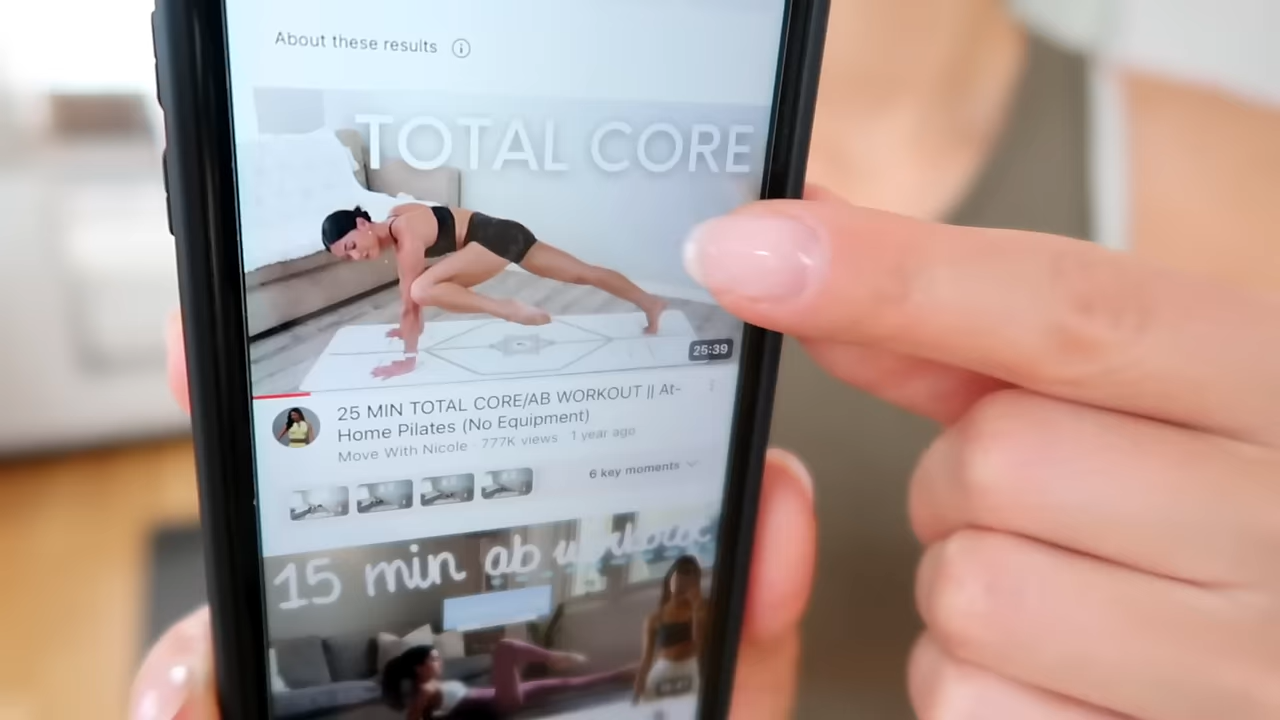 About these results
TOTAL CORE
25:39
25 MIN TOTAL CORE/AB WORKOUT || At-
Home Pilates (No Equipment)
Move With Nicole · 777K views · 1 year ago
6 key moments
15 min ab workout